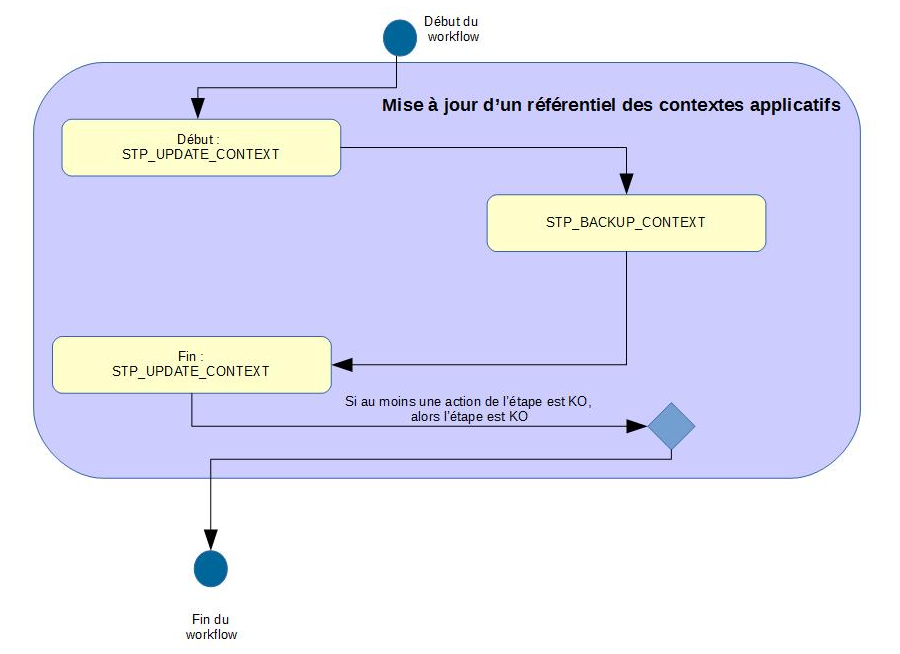 Début du
workflow
Mise à jour d’un référentiel des contextes applicatifs
Début :
STP_UPDATE_CONTEXT
STP_BACKUP_CONTEXT
Fin :
STP_UPDATE_CONTEXT
Si au moins une action de l’étape est KO,
alors l’étape est KO
Fin du
workflow